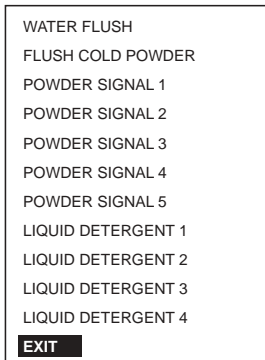 WATER FLUSH
FLUSH COLD POWDER
POWDER SIGNAL 1
POWDER SIGNAL 2
POWDER SIGNAL 3
POWDER SIGNAL 4
POWDER SIGNAL 5
LIQUID DETERGENT 1
LIQUID DETERGENT 2
LIQUID DETERGENT 3
LIQUID DETERGENT 4
EXIT